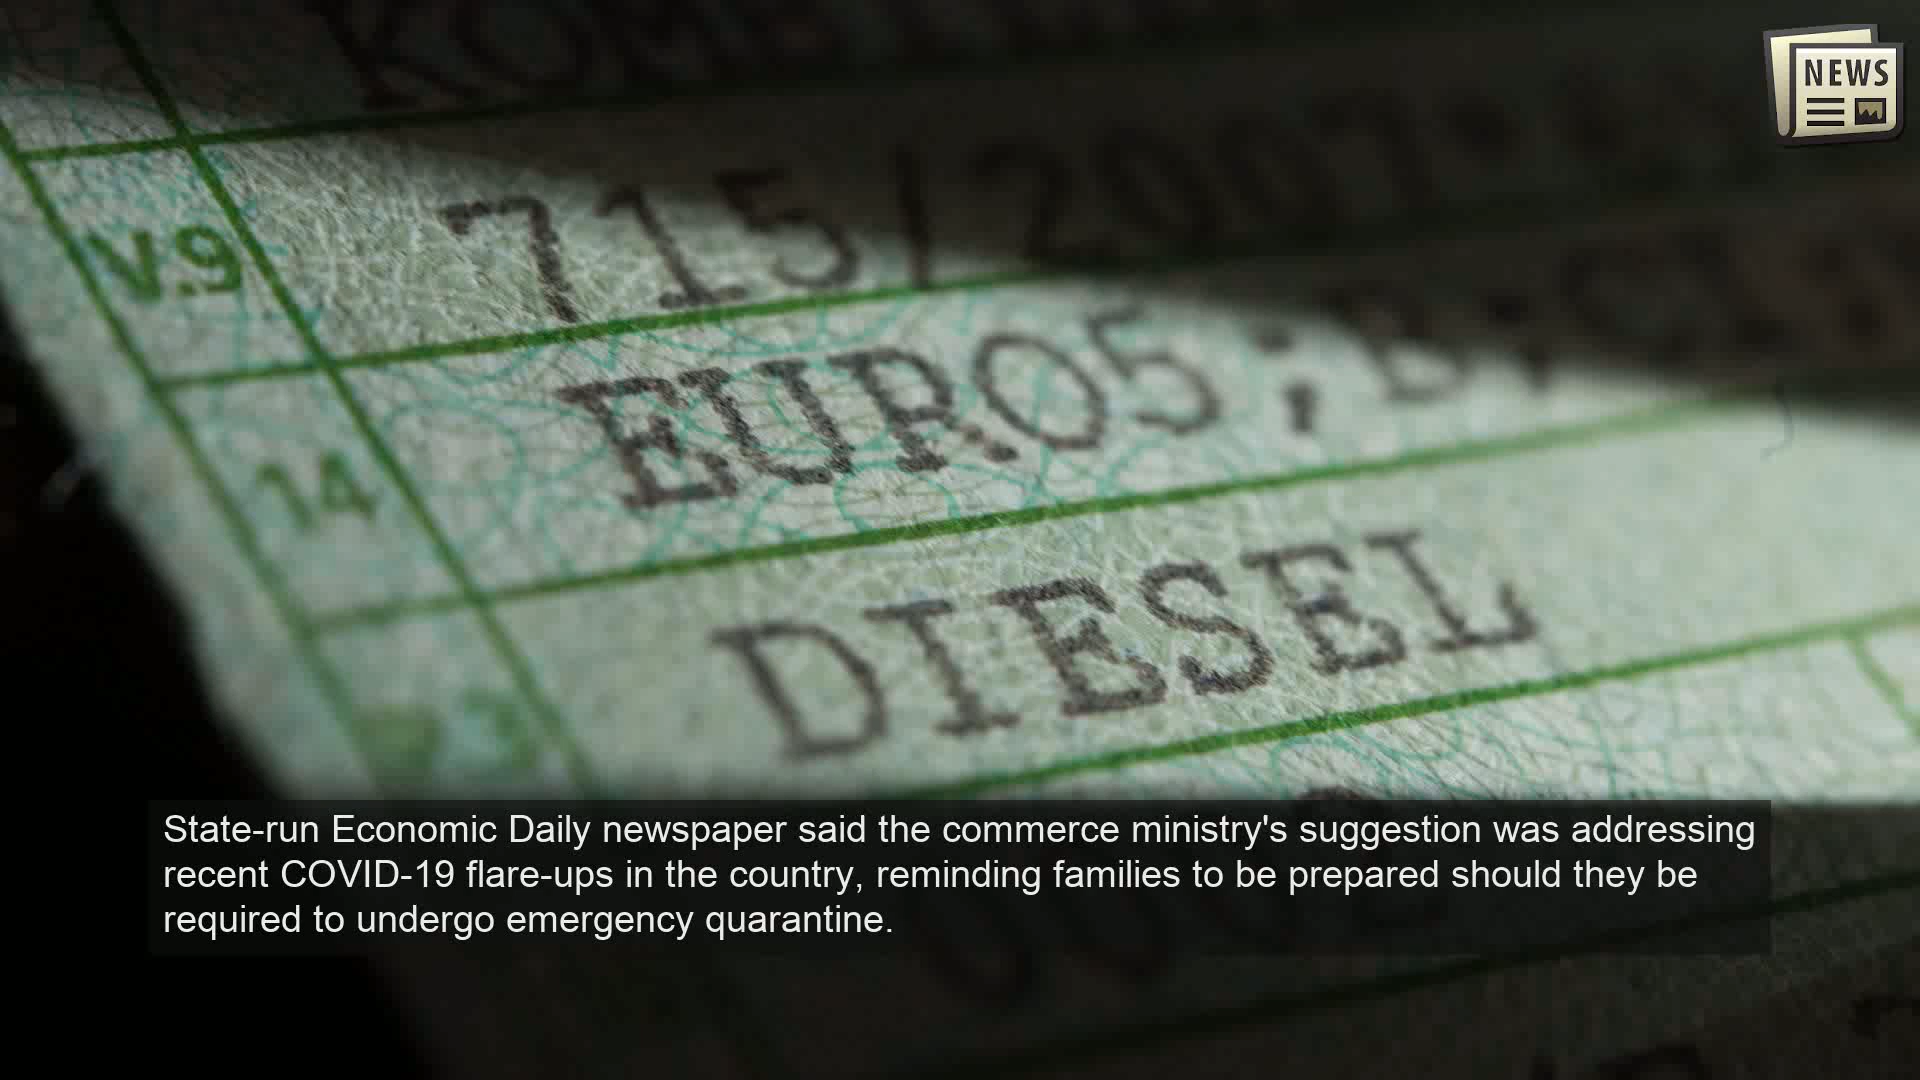 NEWS
V.9 715/2007*
14 EURO5;
DIESEL
State-run Economic Daily newspaper said the commerce ministry's suggestion was addressing
recent COVID-19 flare-ups in the country, reminding families to be prepared should they be
required to undergo emergency quarantine.